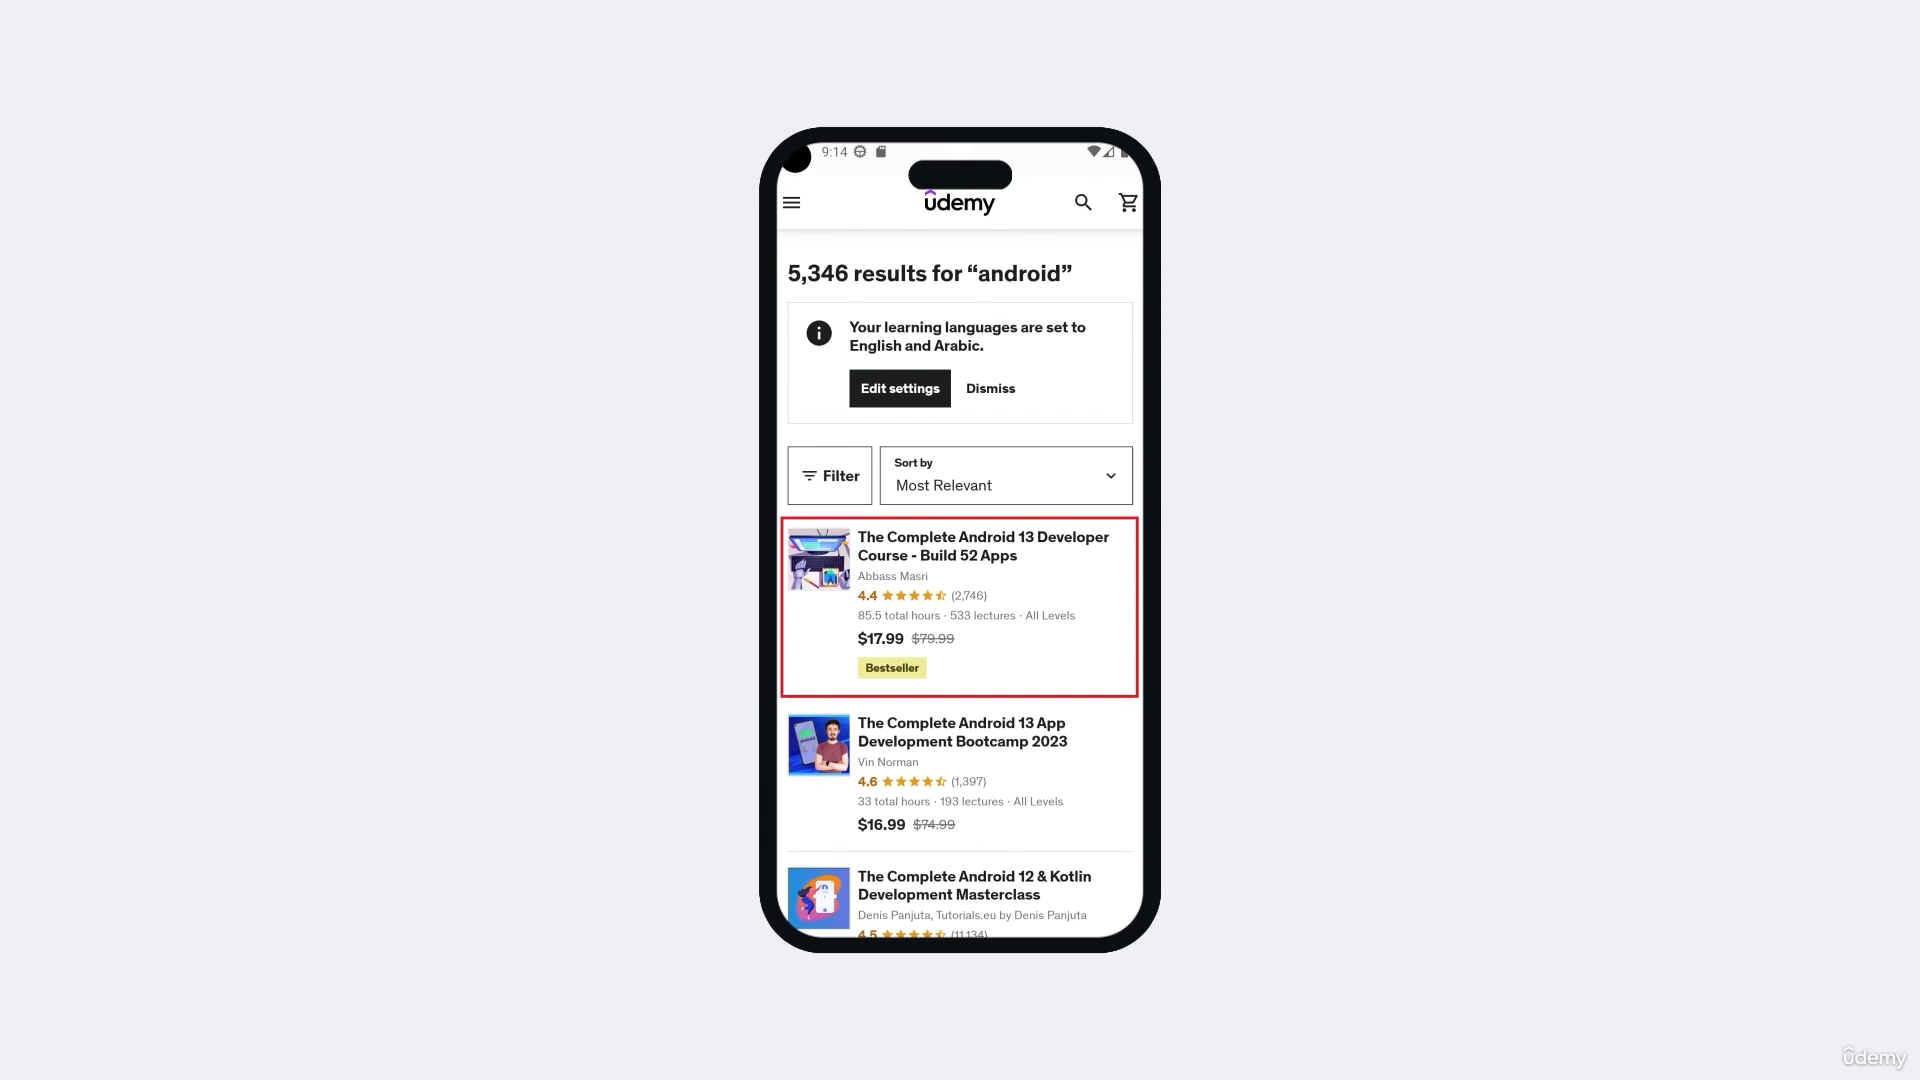 9:14
udemy
5,346 results for “android”
Your learning languages are set to
English and Arabic.
Edit settings Dismiss
Filter
Sort by
Most Relevant
The Complete Android 13 Developer
Course - Build 52 Apps
Abbass Masri
4.4 (2,746)
85.5 total hours · 533 lectures · All Levels
$17.99 $79.99
Bestseller
The Complete Android 13 App
Development Bootcamp 2023
Vin Norman
4.6 (1,397)
33 total hours · 193 lectures · All Levels
$16.99 $74.99
The Complete Android 12 & Kotlin
Development Masterclass
Denis Panjuta, Tutorials.eu by Denis Panjuta
4.5 (11,134)
udemy